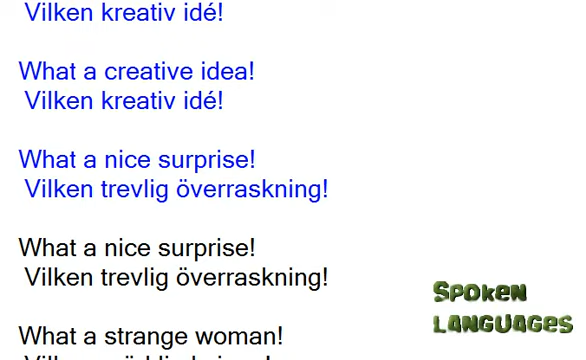 Vilken kreativ idé!
What a creative idea!
Vilken kreativ idé!
What a nice surprise!
Vilken trevlig överraskning!
What a nice surprise!
Vilken trevlig överraskning!
What a strange woman!
Vilken
Spoken
Languages